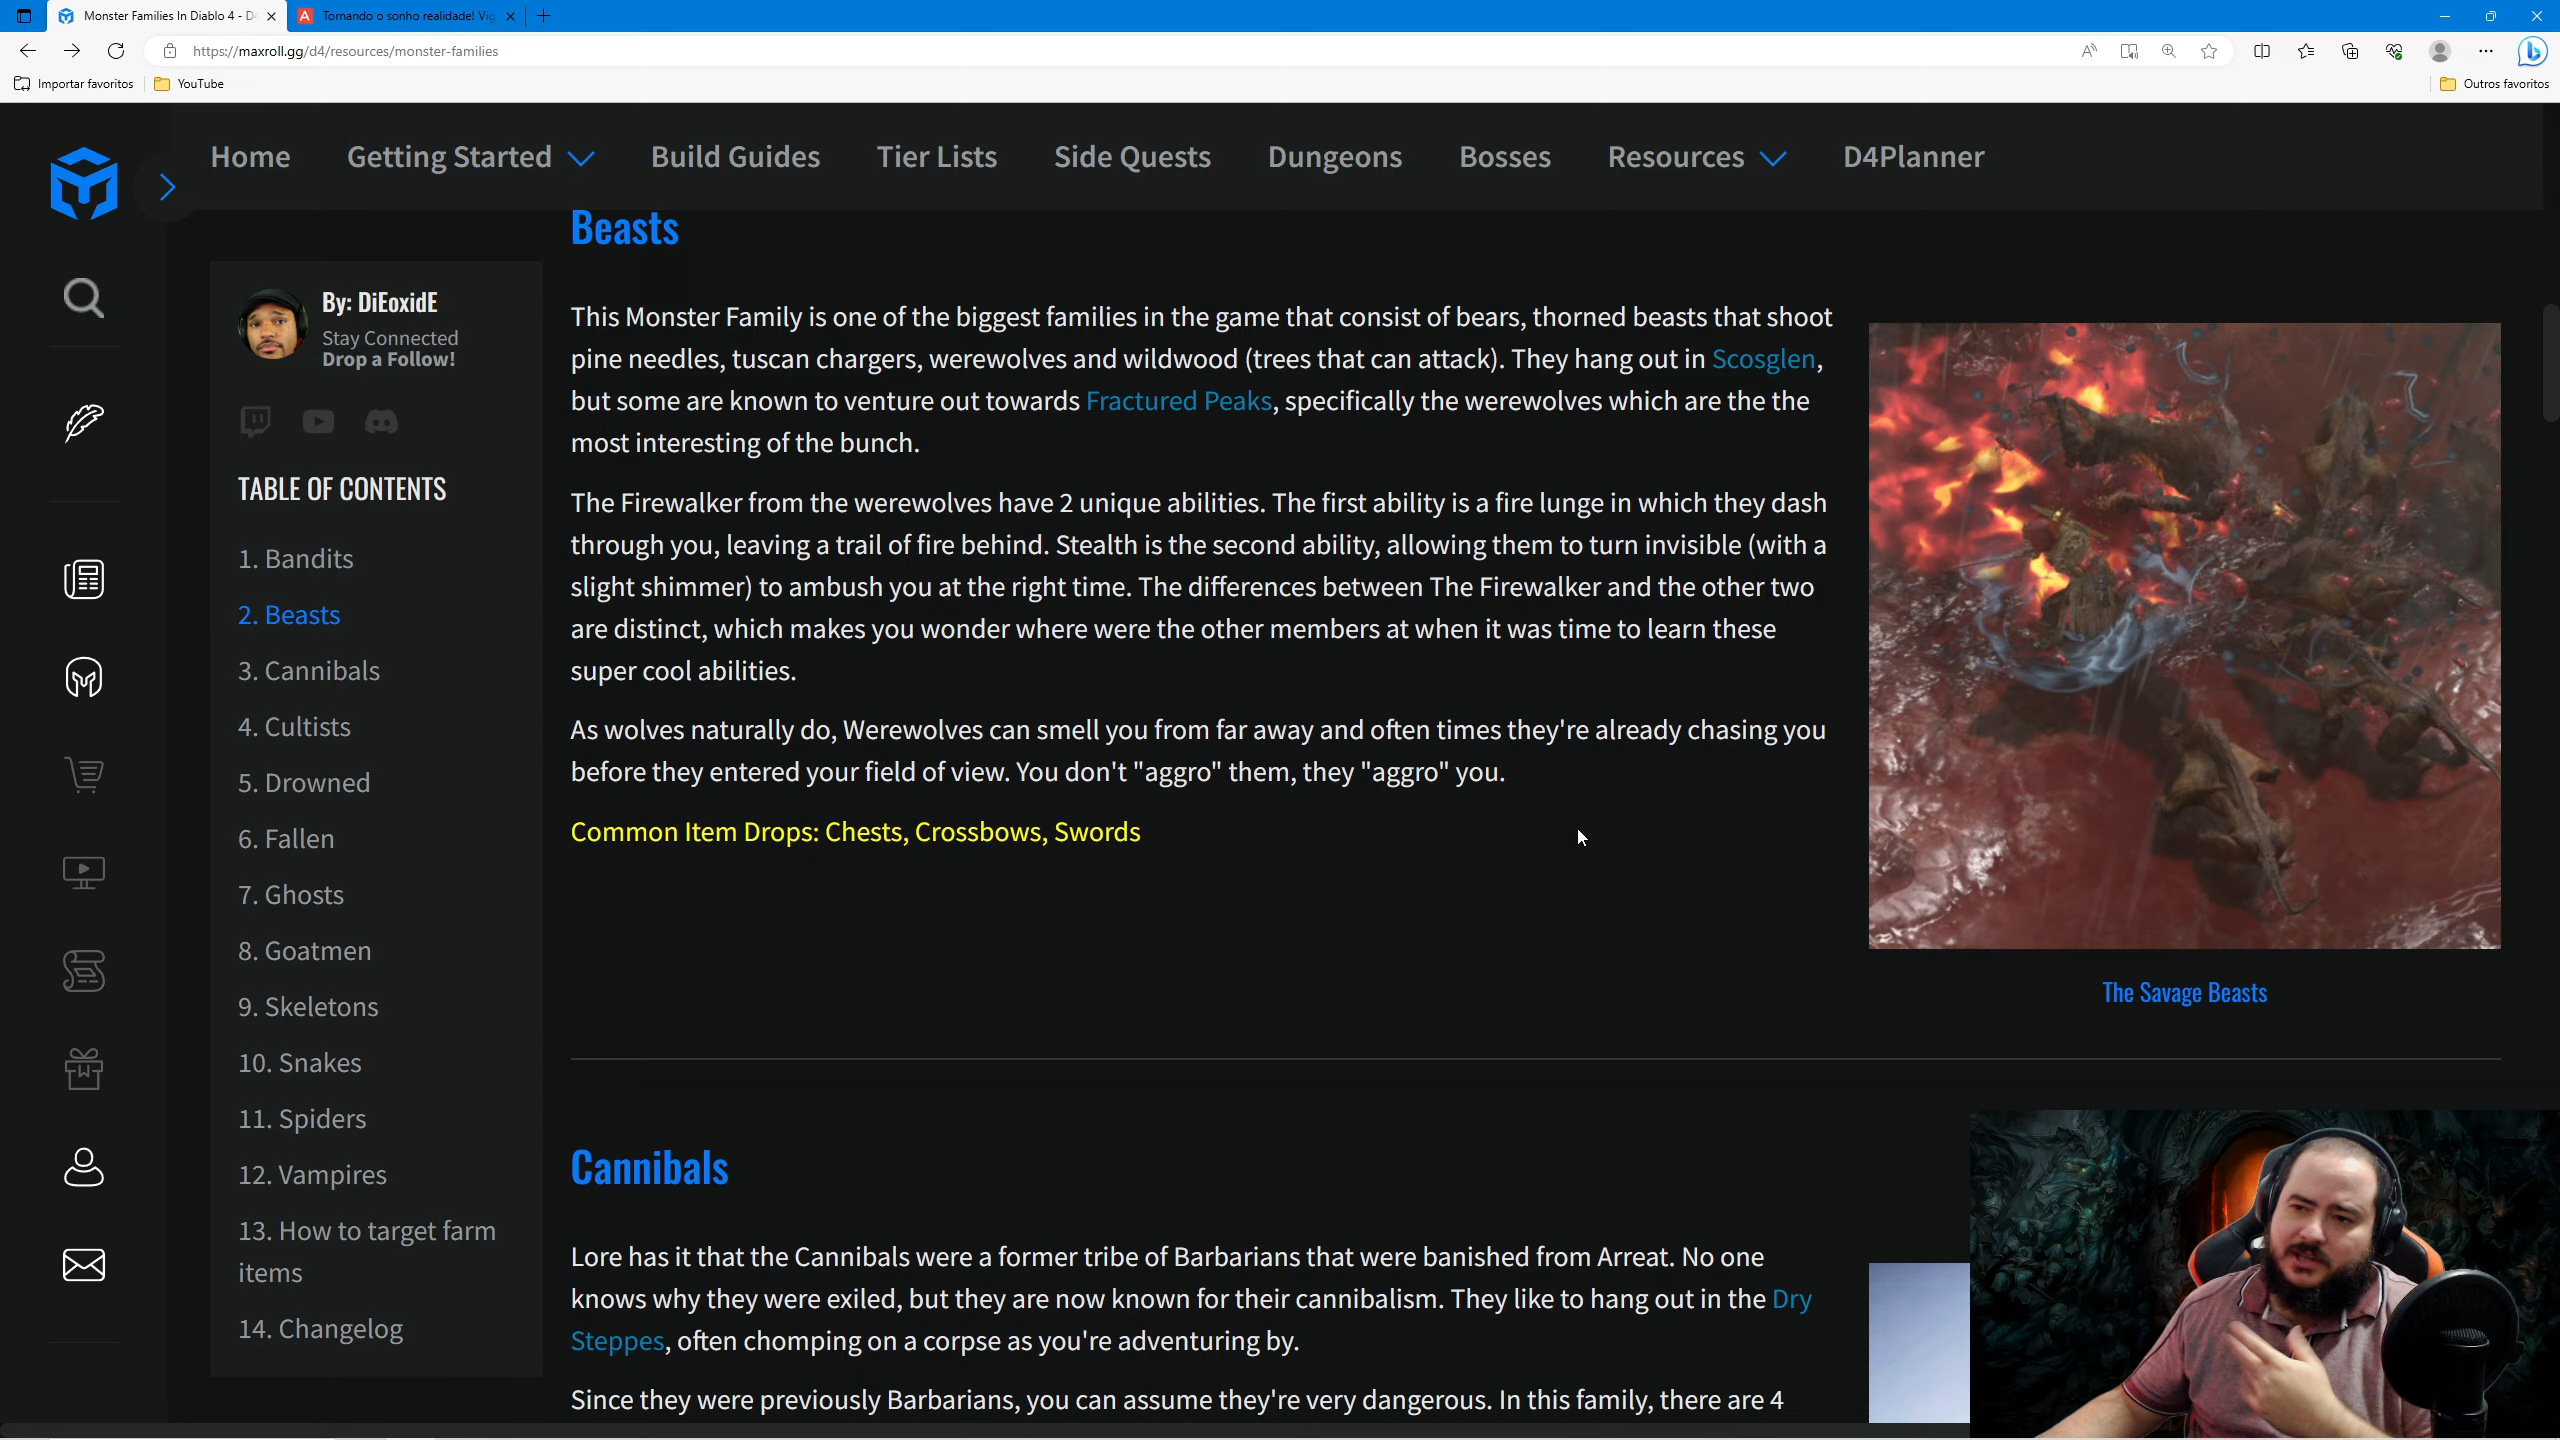 Monster Families In Diablo 4 - D
Tornando o sonho realidade! Vig
https://maxroll.gg/d4/resources/monster-families
Importar favoritos
YouTube
Outros favoritos
Home
Getting Started
Build Guides
Tier Lists
Side Quests
Dungeons
Bosses
Resources
D4Planner
By: DiEoxidE
Stay Connected
Drop a Follow!
TABLE OF CONTENTS
1. Bandits
2. Beasts
3. Cannibals
4. Cultists
5. Drowned
6. Fallen
7. Ghosts
8. Goatmen
9. Skeletons
10. Snakes
11. Spiders
12. Vampires
13. How to target farm
items
14. Changelog
Beasts
This Monster Family is one of the biggest families in the game that consist of bears, thorned beasts that shoot
pine needles, tuscan chargers, werewolves and wildwood (trees that can attack). They hang out in Scosglen,
but some are known to venture out towards Fractured Peaks, specifically the werewolves which are the the
most interesting of the bunch.
The Firewalker from the werewolves have 2 unique abilities. The first ability is a fire lunge in which they dash
through you, leaving a trail of fire behind. Stealth is the second ability, allowing them to turn invisible (with a
slight shimmer) to ambush you at the right time. The differences between The Firewalker and the other two
are distinct, which makes you wonder where were the other members at when it was time to learn these
super cool abilities.
As wolves naturally do, Werewolves can smell you from far away and often times they're already chasing you
before they entered your field of view. You don't "aggro" them, they "aggro" you.
Common Item Drops: Chests, Crossbows, Swords
The Savage Beasts
Cannibals
Lore has it that the Cannibals were a former tribe of Barbarians that were banished from Arreat. No one
knows why they were exiled, but they are now known for their cannibalism. They like to hang out in the Dry
Steppes, often chomping on a corpse as you're adventuring by.
Since they were previously Barbarians, you can assume they're very dangerous. In this family, there are 4